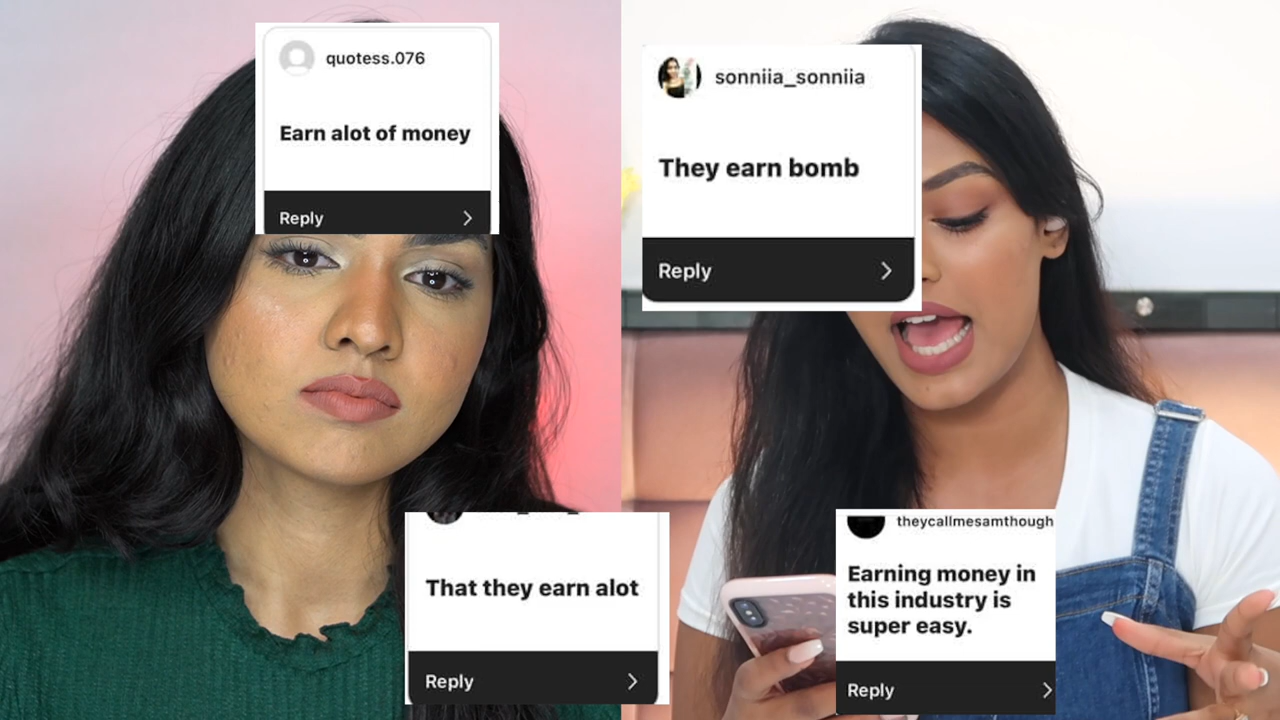 quotess.076
Earn alot of money
Reply
sonniia_sonniia
They earn bomb
Reply
That they earn alot
Reply
theycallmesamthough
Earning money in
this industry is
super easy.
Reply